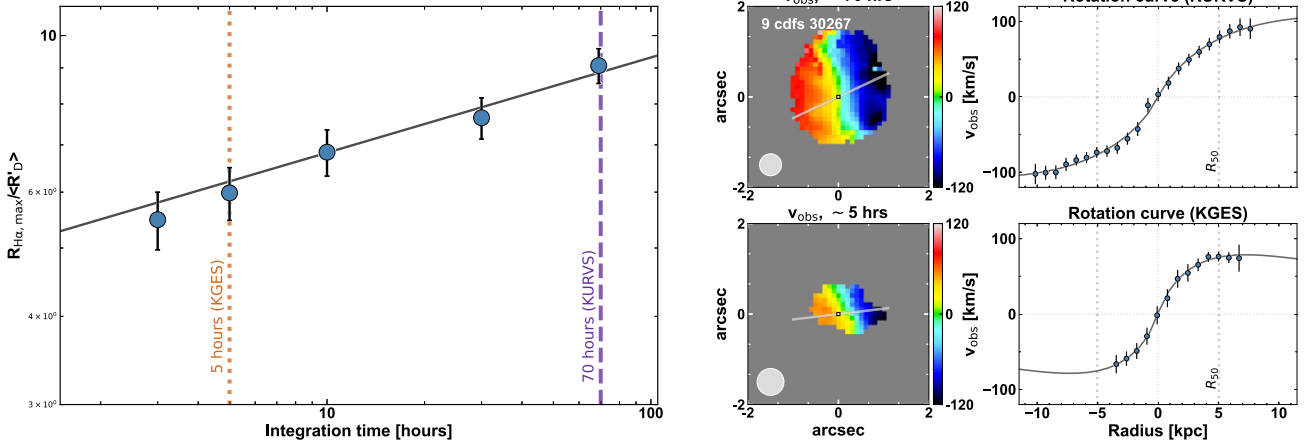 10
6 × 10⁰
4 × 10⁰
3 × 10⁰
R_Hα, max/<R'_D>
5 hours (KGES)
70 hours (KURVS)
10
100
Integration time [hours]
9 cdfs 30267
2
0
-2
arcsec
-2
0
2
120
0
-120
v_obs [km/s]
Rotation curve (KURVS)
100
50
0
-50
-100
R_50
v_obs, ~ 5 hrs
2
0
-2
arcsec
-2
0
2
arcsec
120
0
-120
v_obs [km/s]
Rotation curve (KGES)
100
0
-100
R_50
-10
-5
0
5
10
Radius [kpc]